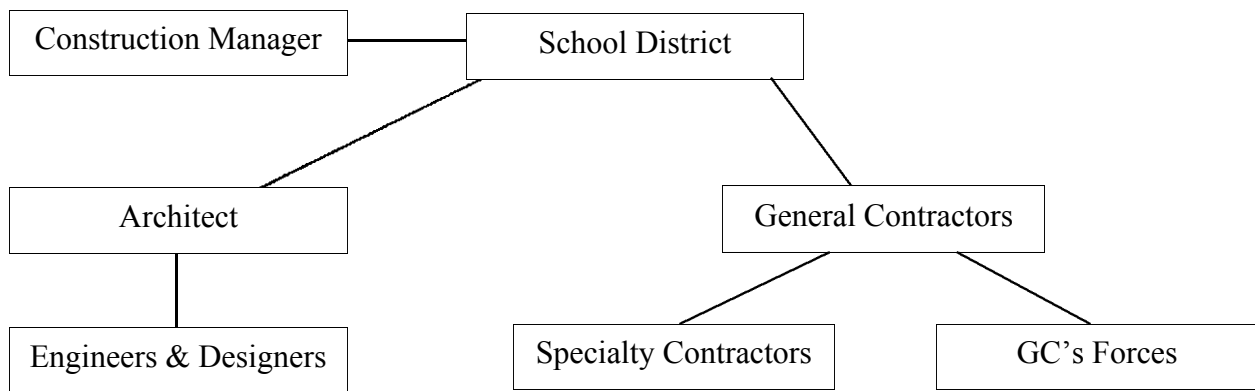 Construction Manager
School District
Architect
General Contractors
Engineers & Designers
Specialty Contractors
GC’s Forces